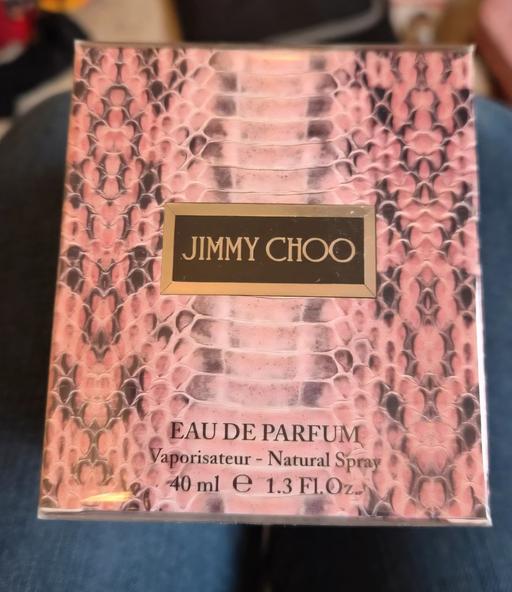 JIMMY CHOO
EAU DE PARFUM
Vaporisateur - Natural Spray
40 ml ℮ 1.3 Fl.Oz.